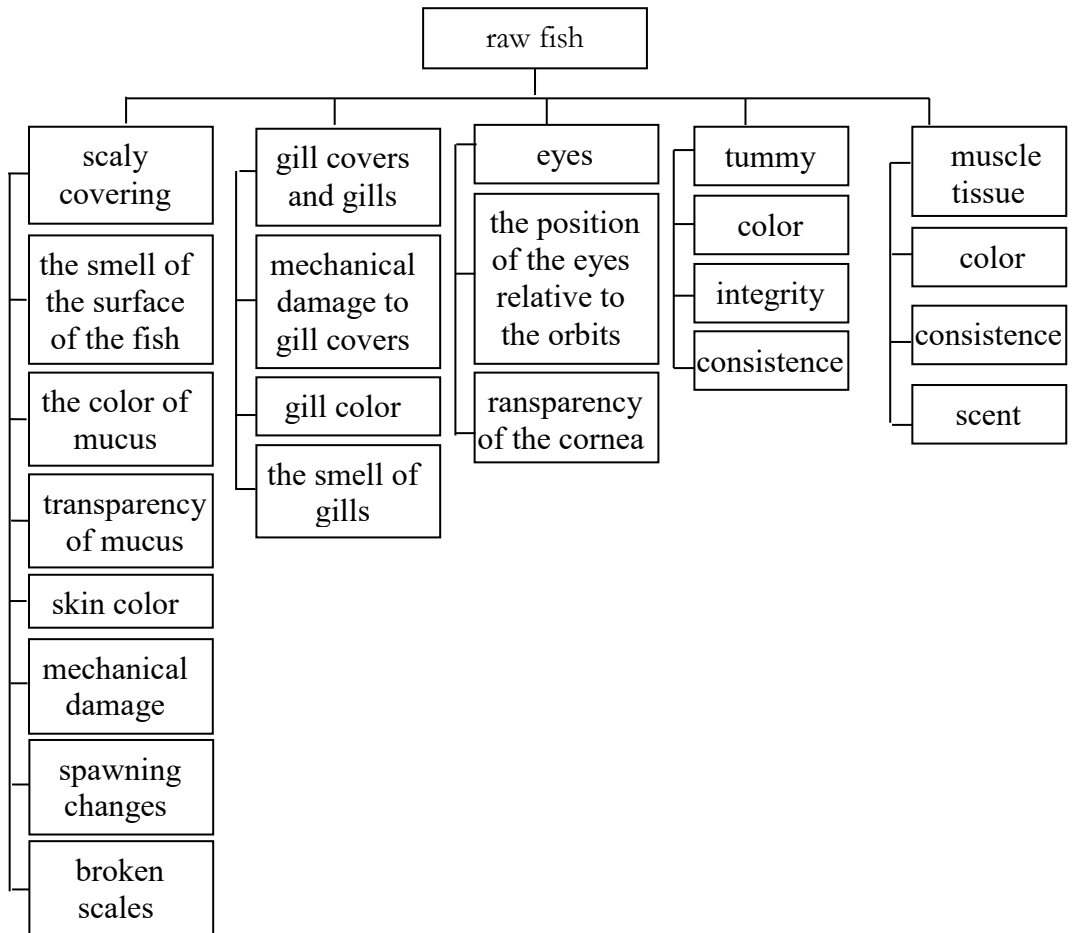 raw fish
scaly
covering
the smell of
the surface
of the fish
the color of
mucus
transparency
of mucus
skin color
mechanical
damage
spawning
changes
broken
scales
gill covers
and gills
mechanical
damage to
gill covers
gill color
the smell of
gills
eyes
the position
of the eyes
relative to
the orbits
ransparency
of the cornea
tummy
color
integrity
consistence
muscle
tissue
color
consistence
scent